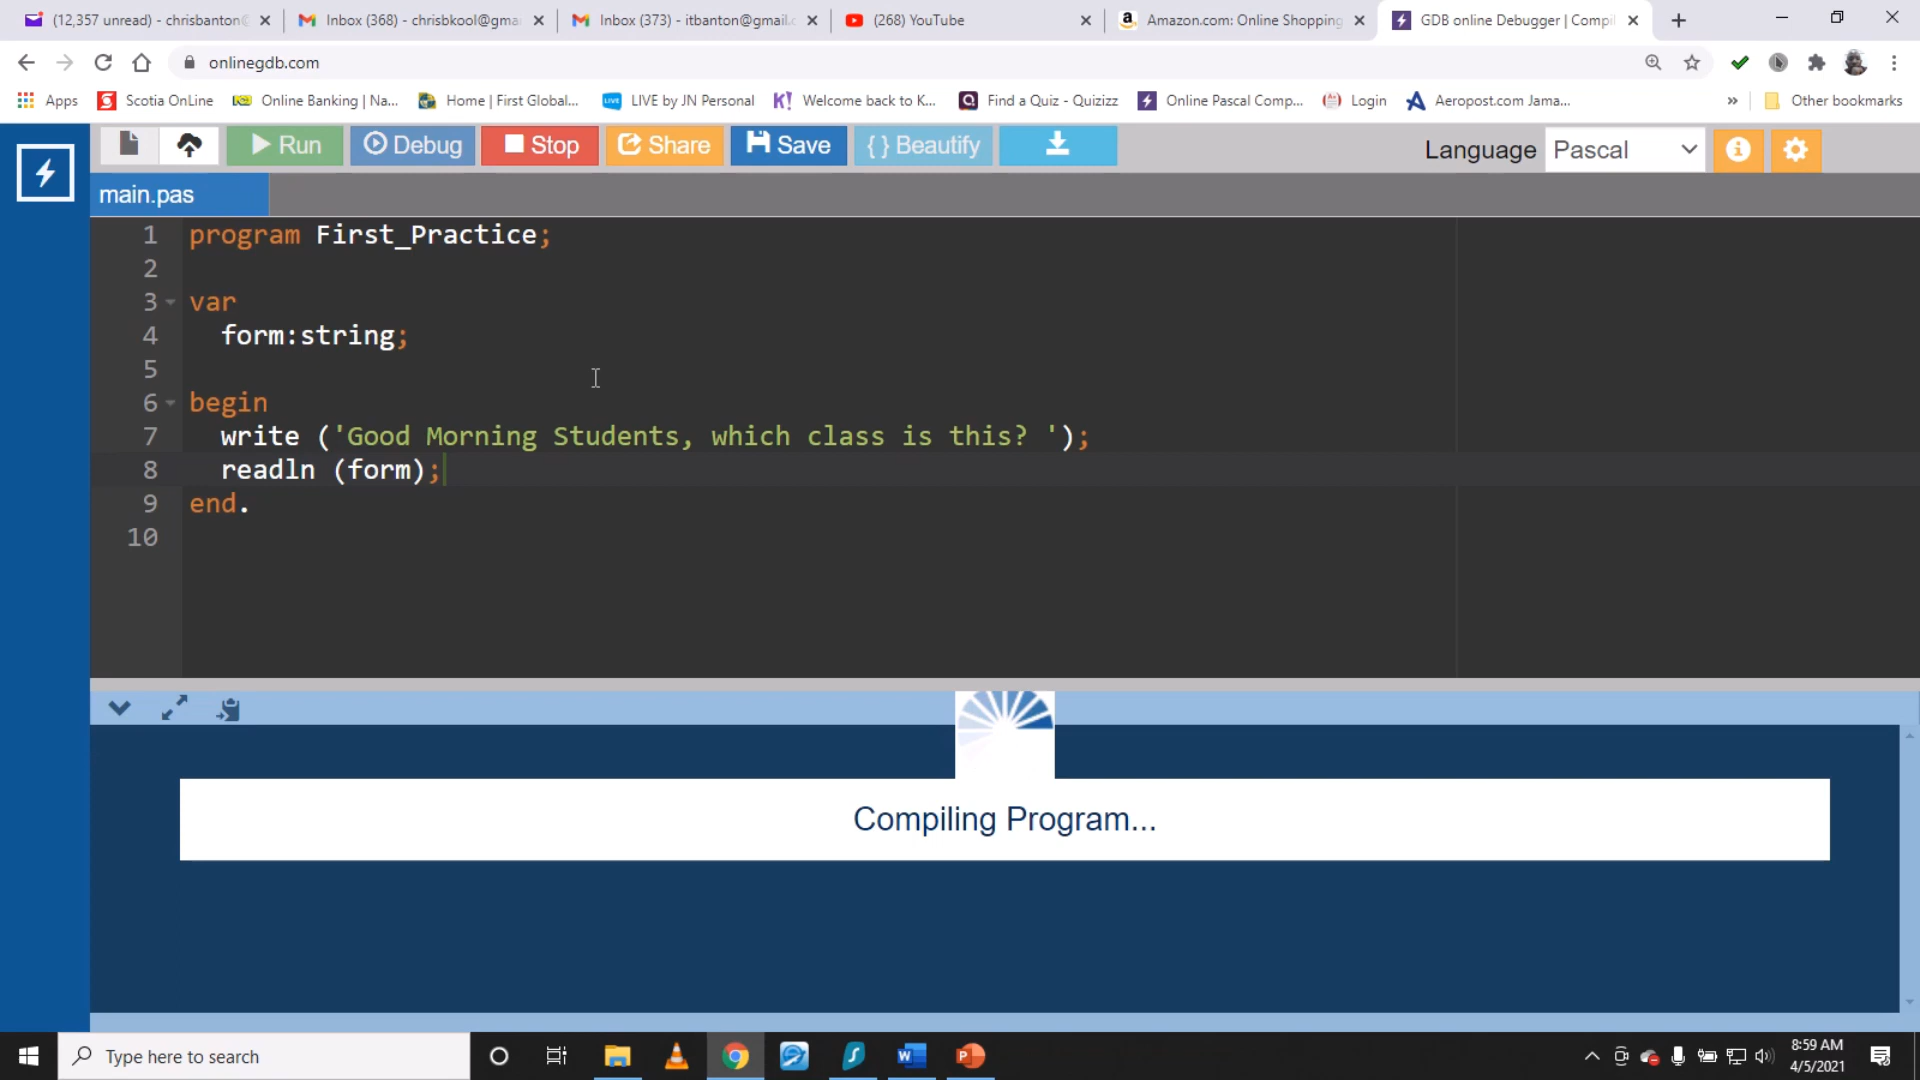 (12,357 unread) - chrisbanton@
Inbox (368) - chrisbkool@gma
Inbox (373) - itbanton@gmail.c
(268) YouTube
Amazon.com: Online Shopping
GDB online Debugger | Compil
onlinegdb.com
Apps
Scotia OnLine
Online Banking | Na...
Home | First Global...
LIVE by JN Personal
Welcome back to K...
Find a Quiz - Quizizz
Online Pascal Comp...
Login
Aeropost.com Jama...
»
Other bookmarks
Run
Debug
Stop
Share
Save
{ } Beautify
Language
Pascal
main.pas
1 program First_Practice;
2
3 var
4 form:string;
5
6 begin
7 write ('Good Morning Students, which class is this? ');
8 readln (form);
9 end.
10
Compiling Program...
Type here to search
8:59 AM
4/5/2021